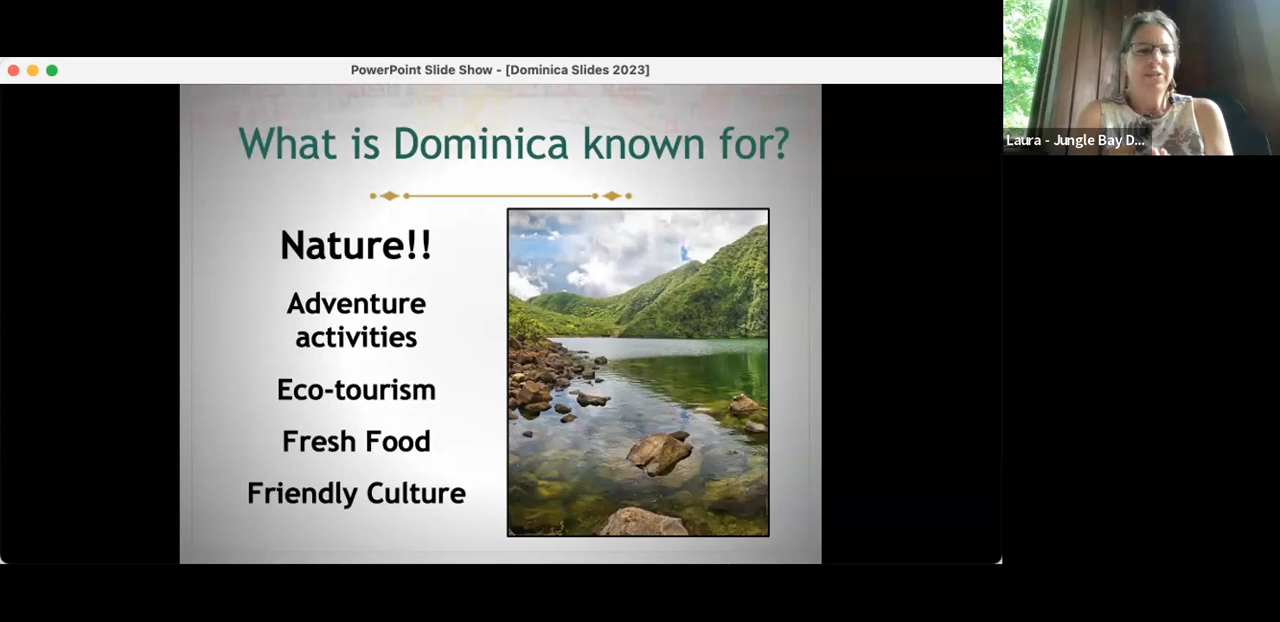 PowerPoint Slide Show - [Dominica Slides 2023]
What is Dominica known for?
Nature!!
Adventure
activities
Eco-tourism
Fresh Food
Friendly Culture
Laura - Jungle Bay D...